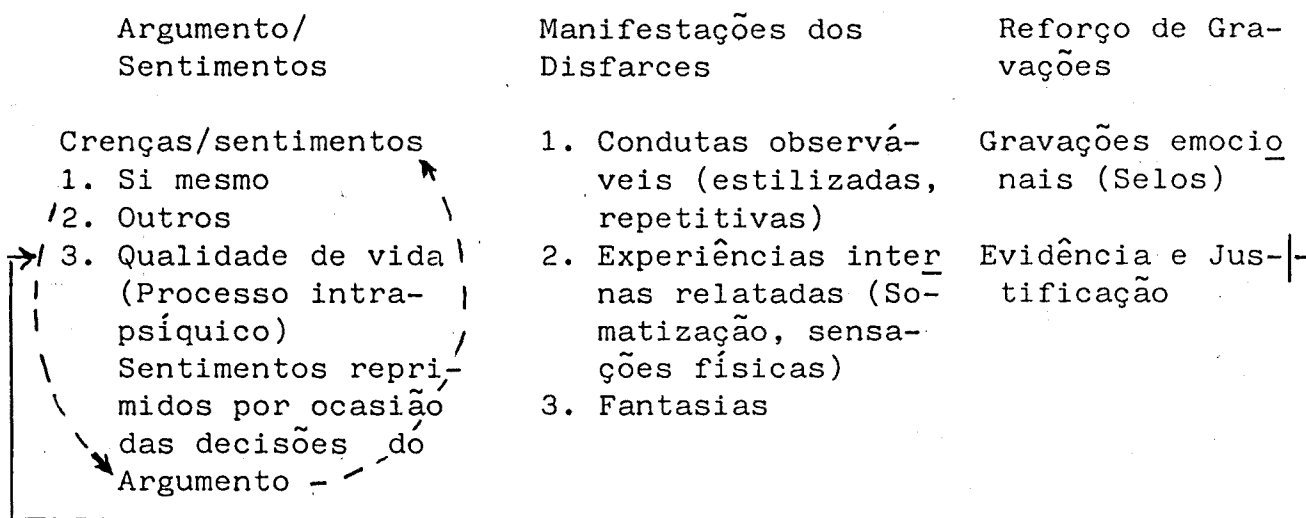 Argumento/
Sentimentos
Crenças/sentimentos
1. Si mesmo
2. Outros
3. Qualidade de vida
(Processo intra-
psíquico)
Sentimentos repri-
midos por ocasião
das decisões do
Argumento
Manifestações dos
Disfarces
1. Condutas observá-
veis (estilizadas,
repetitivas)
2. Experiências inter
nas relatadas (So-
matização, sensa-
ções físicas)
3. Fantasias
Reforço de Gra-
vações
Gravações emocio
nais (Selos)
Evidência e Jus-
tificação